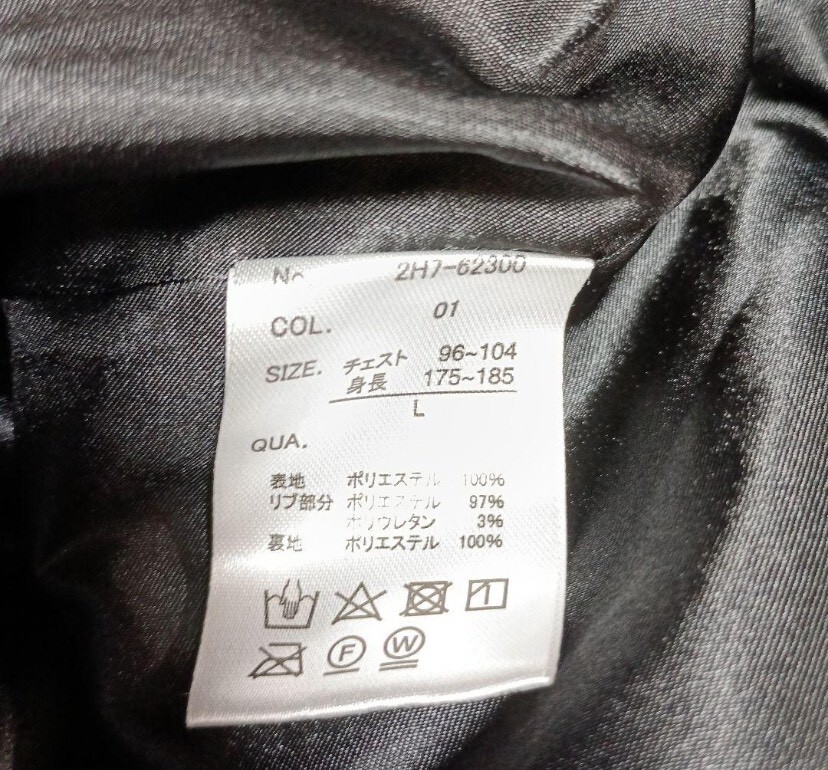 No 2H7-62300
COL. 01
SIZE. チェスト 96~104
身長 175~185
L
QUA.
表地 ポリエステル 100%
リブ部分 ポリエステル 97%
ポリウレタン 3%
裏地 ポリエステル 100%
F W